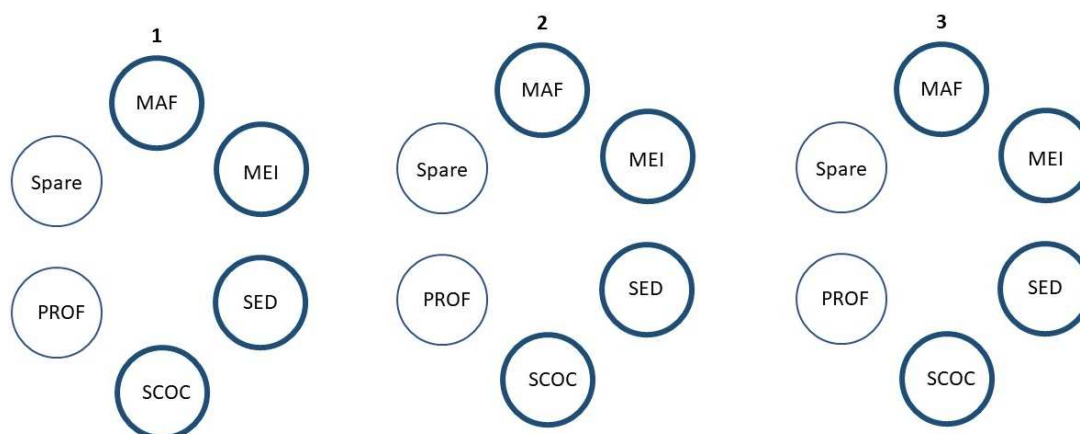 1
MAF
Spare
MEI
PROF
SED
SCOC
2
MAF
Spare
MEI
PROF
SED
SCOC
3
MAF
Spare
MEI
PROF
SED
SCOC